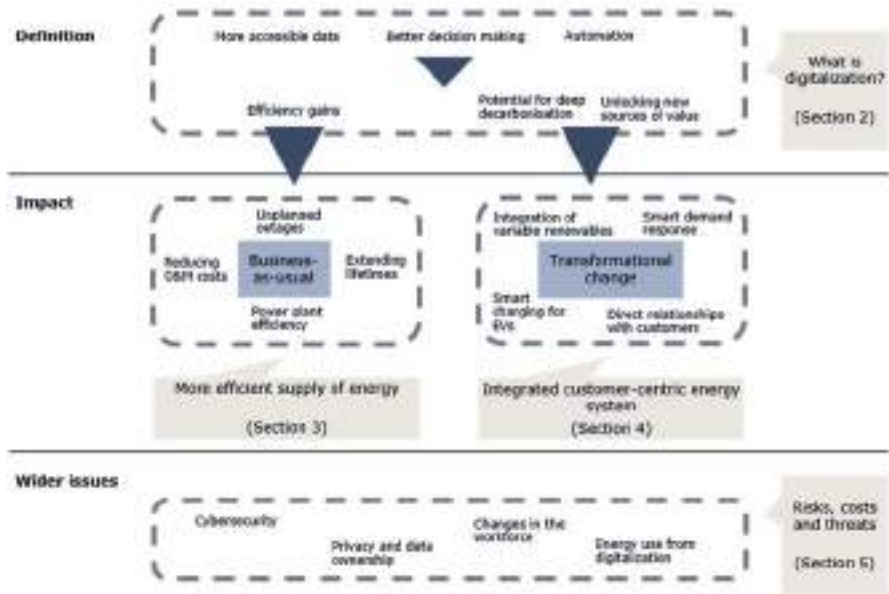 Definition
More accessible data
Better decision making
Automation
What is
digitalization?
(Section 2)
Efficiency gains
Potential for deep
decarbonisation
Unlocking new
sources of value
Impact
Unplanned
outages
Reducing
O&M costs
Business-
as-usual
Extending
lifetimes
Power plant
efficiency
Integration of
variable renewables
Smart demand
response
Transformational
change
Smart
charging for
EVs
Direct relationships
with customers
More efficient supply of energy
(Section 3)
Integrated customer-centric energy
system
(Section 4)
Wider issues
Cybersecurity
Privacy and data
ownership
Changes in the
workforce
Energy use from
digitalization
Risks, costs
and threats
(Section 5)